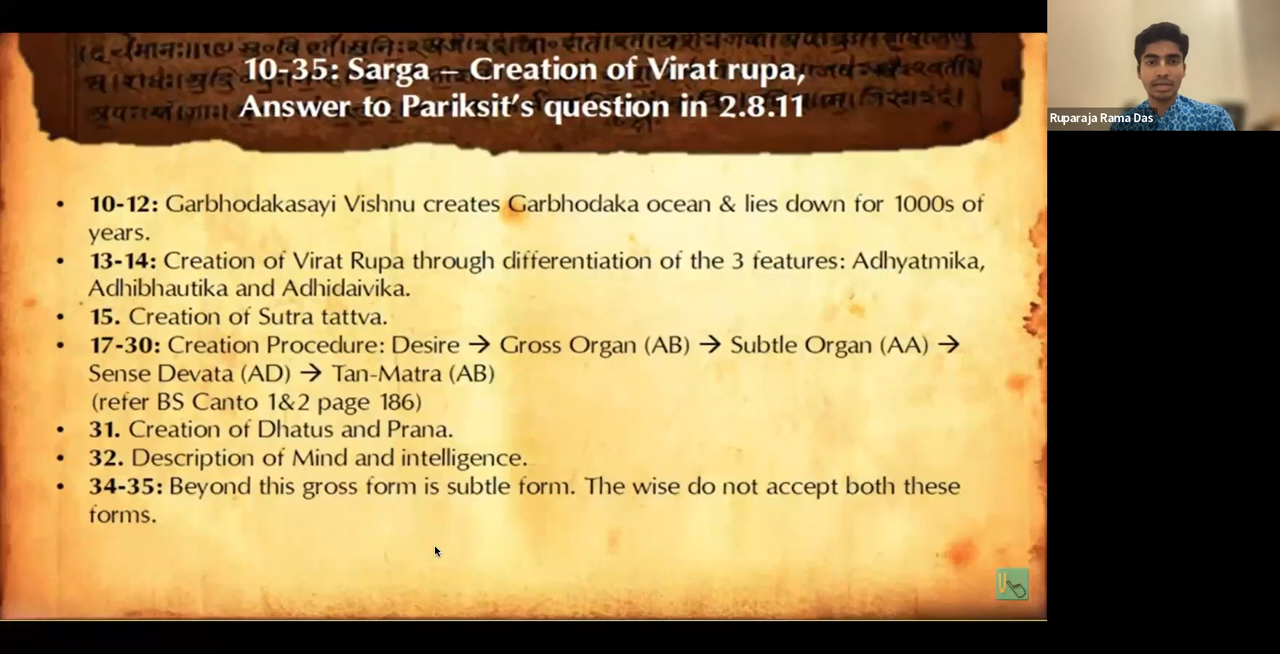 10-35: Sarga – Creation of Virat rupa,
Answer to Pariksit's question in 2.8.11
• 10-12: Garbhodakasayi Vishnu creates Garbhodaka ocean & lies down for 1000s of
years.
• 13-14: Creation of Virat Rupa through differentiation of the 3 features: Adhyatmika,
Adhibhautika and Adhidaivika.
• 15. Creation of Sutra tattva.
• 17-30: Creation Procedure: Desire → Gross Organ (AB) → Subtle Organ (AA) →
Sense Devata (AD) → Tan-Matra (AB)
(refer BS Canto 1&2 page 186)
• 31. Creation of Dhatus and Prana.
• 32. Description of Mind and intelligence.
• 34-35: Beyond this gross form is subtle form. The wise do not accept both these
forms.
Ruparaja Rama Das